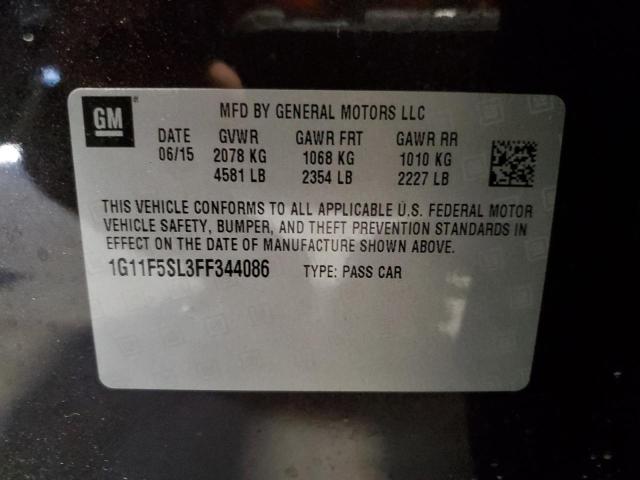 GM
MFD BY GENERAL MOTORS LLC
DATE GVWR GAWR FRT GAWR RR
06/15 2078 KG 1068 KG 1010 KG
4581 LB 2354 LB 2227 LB
THIS VEHICLE CONFORMS TO ALL APPLICABLE U.S. FEDERAL MOTOR
VEHICLE SAFETY, BUMPER, AND THEFT PREVENTION STANDARDS IN
EFFECT ON THE DATE OF MANUFACTURE SHOWN ABOVE.
1G11F5SL3FF344086 TYPE: PASS CAR